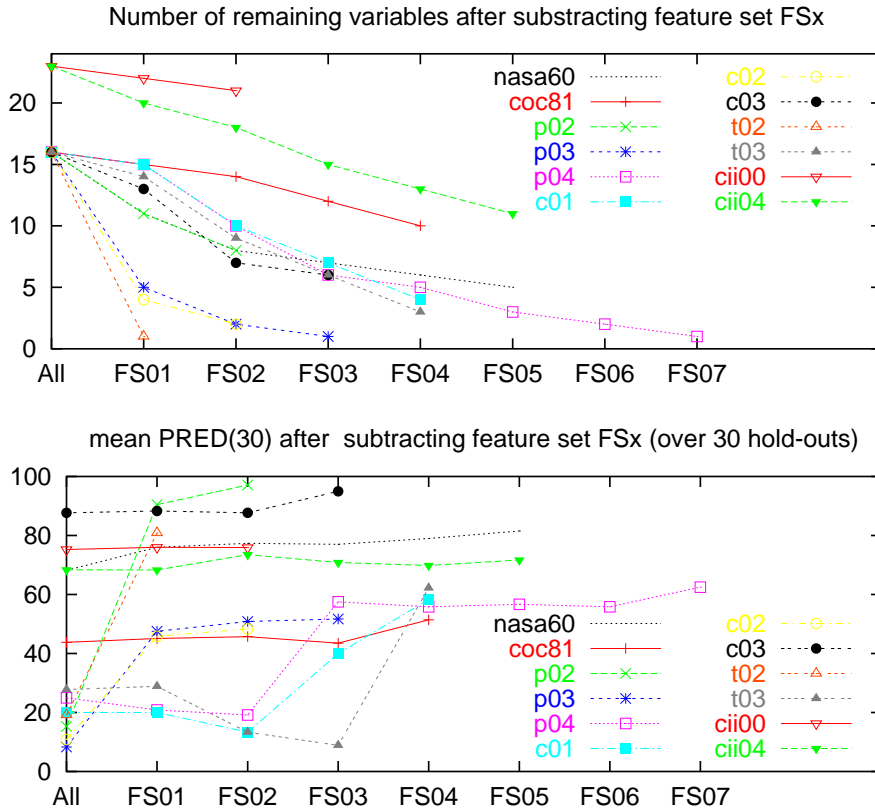 Number of remaining variables after substracting feature set FSx
20
15
10
5
0
nasa60
coc81
p02
p03
p04
c01
c02
c03
t02
t03
cii00
cii04
All FS01 FS02 FS03 FS04 FS05 FS06 FS07
mean PRED(30) after subtracting feature set FSx (over 30 hold-outs)
100
80
60
40
20
0
nasa60
coc81
p02
p03
p04
c01
c02
c03
t02
t03
cii00
cii04
All FS01 FS02 FS03 FS04 FS05 FS06 FS07